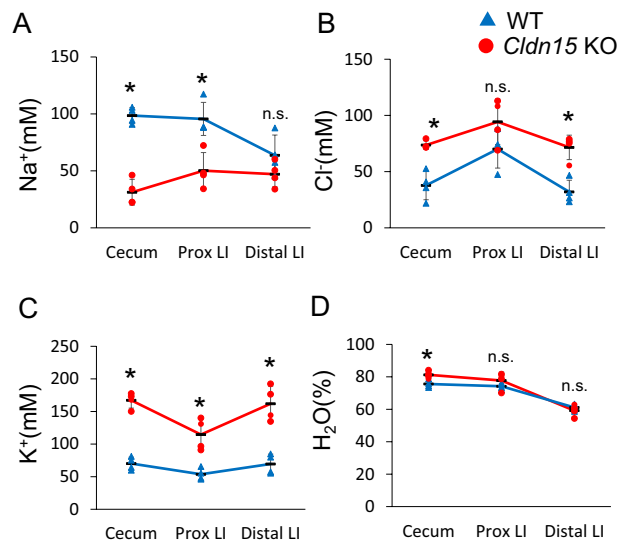 A
B
WT
Cldn15 KO
Na⁺(mM)
150
100
50
0
*
*
n.s.
Cecum Prox LI Distal LI
Cl⁻(mM)
150
100
50
0
*
n.s.
*
Cecum Prox LI Distal LI
C
D
K⁺(mM)
250
200
150
100
50
0
*
*
*
Cecum Prox LI Distal LI
H₂O(%)
100
80
60
40
20
0
*
n.s.
n.s.
Cecum Prox LI Distal LI